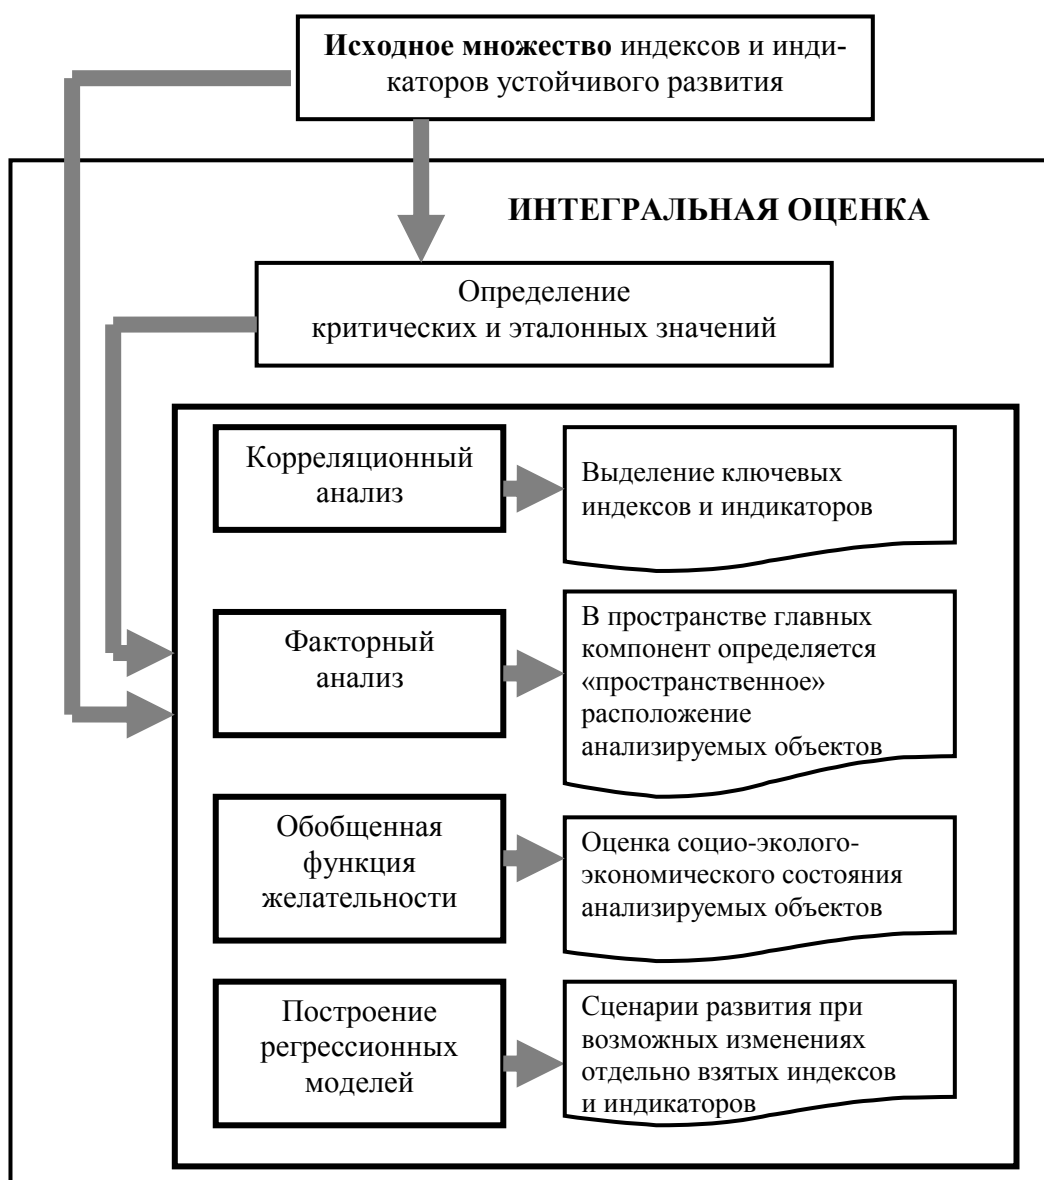 Исходное множество индексов и инди-
каторов устойчивого развития
ИНТЕГРАЛЬНАЯ ОЦЕНКА
Определение
критических и эталонных значений
Корреляционный
анализ
Выделение ключевых
индексов и индикаторов
Факторный
анализ
В пространстве главных
компонент определяется
«пространственное»
расположение
анализируемых объектов
Обобщенная
функция
желательности
Оценка социо-эколого-
экономического состояния
анализируемых объектов
Построение
регрессионных
моделей
Сценарии развития при
возможных изменениях
отдельно взятых индексов
и индикаторов